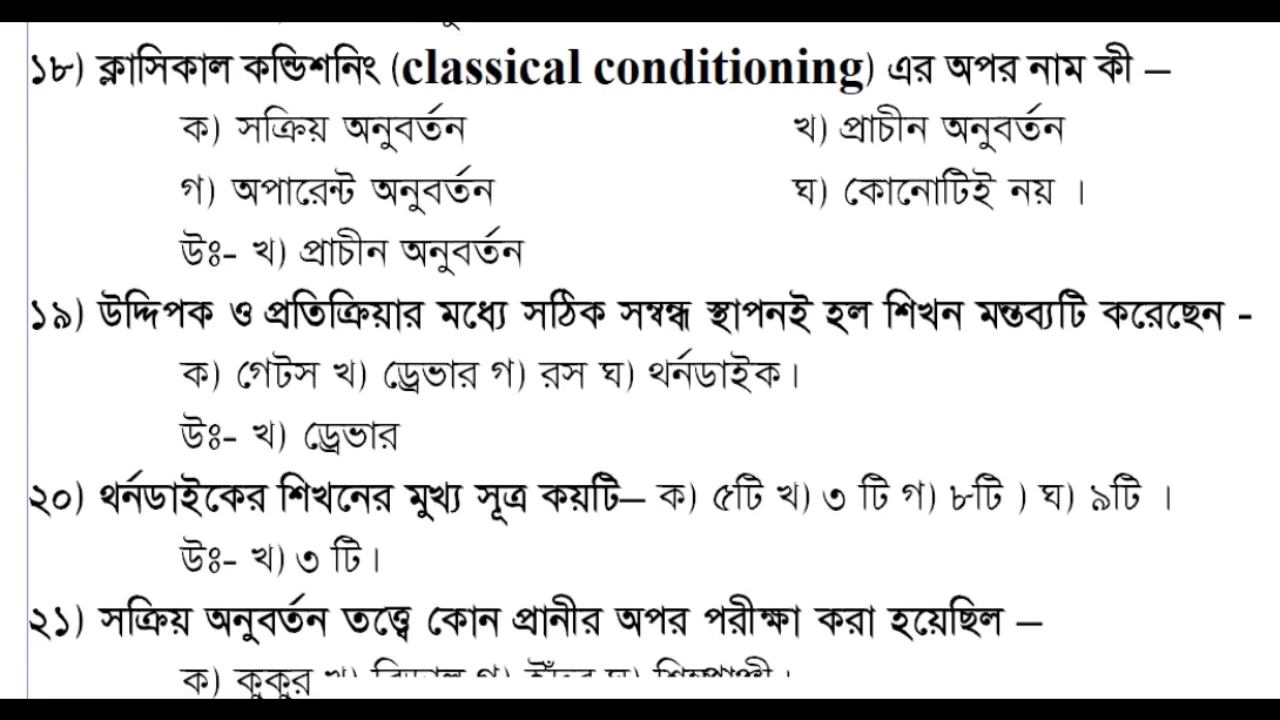 ১৮) ক্লাসিকাল কন্ডিশনিং (classical conditioning) এর অপর নাম কী –
ক) সক্রিয় অনুবর্তন খ) প্রাচীন অনুবর্তন
গ) অপারেন্ট অনুবর্তন ঘ) কোনোটিই নয় ।
উঃ- খ) প্রাচীন অনুবর্তন
১৯) উদ্দিপক ও প্রতিক্রিয়ার মধ্যে সঠিক সম্বন্ধ স্থাপনই হল শিখন মন্তব্যটি করেছেন -
ক) গেটস খ) ড্রেভার গ) রস ঘ) থর্নডাইক।
উঃ- খ) ড্রেভার
২০) থর্নডাইকের শিখনের মুখ্য সূত্র কয়টি– ক) ৫টি খ) ৩ টি গ) ৮টি ) ঘ) ৯টি ।
উঃ- খ) ৩ টি।
২১) সক্রিয় অনুবর্তন তত্ত্বে কোন প্রানীর অপর পরীক্ষা করা হয়েছিল –
ক) কুকুর